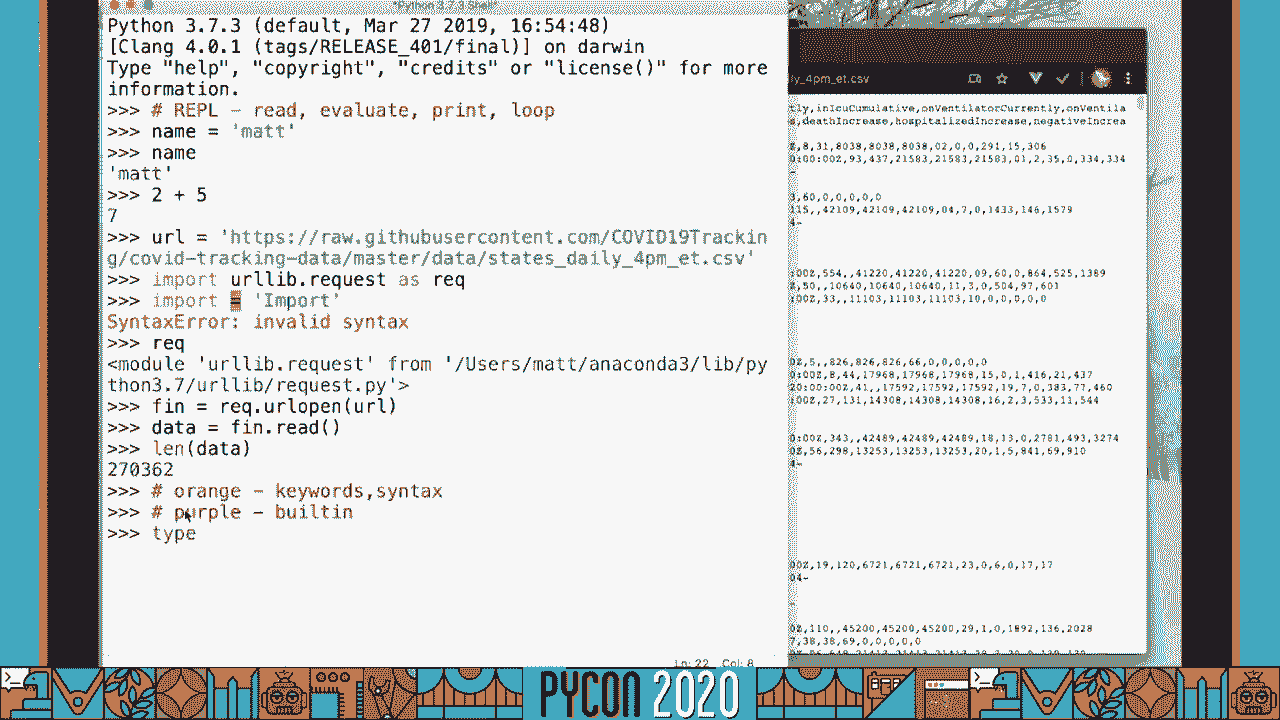 *Python 3.7.3 Shell*
Python 3.7.3 (default, Mar 27 2019, 16:54:48)
[Clang 4.0.1 (tags/RELEASE_401/final)] on darwin
Type "help", "copyright", "credits" or "license()" for more
information.
>>> # REPL - read, evaluate, print, loop
>>> name = 'matt'
>>> name
'matt'
>>> 2 + 5
7
>>> url = 'https://raw.githubusercontent.com/COVID19Trackin
g/covid-tracking-data/master/data/states_daily_4pm_et.csv'
>>> import urllib.request as req
>>> import = 'Import'
SyntaxError: invalid syntax
>>> req
<module 'urllib.request' from '/Users/matt/anaconda3/lib/py
thon3.7/urllib/request.py'>
>>> fin = req.urlopen(url)
>>> data = fin.read()
>>> len(data)
270362
>>> # orange - keywords,syntax
>>> # purple - builtin
>>> type
Ln: 22 Col: 8
ly_4pm_et.csv
tly,inIcuCumulative,onVentilatorCurrently,onVentila
s,deathIncrease,hospitalizedIncrease,negativeIncrea
Z,8,31,8038,8038,8038,02,0,0,291,15,306
0:00:00Z,93,437,21583,21583,21583,01,2,35,0,334,334
3,60,0,0,0,0,0
115,,42109,42109,42109,04,7,0,1433,146,1579
4-
:00Z,554,,41220,41220,41220,09,60,0,864,525,1389
Z,50,,10640,10640,10640,11,3,0,504,97,601
:00Z,33,,11103,11103,11103,10,0,0,0,0,0
0Z,5,,826,826,826,66,0,0,0,0,0
0:00Z,8,44,17968,17968,17968,15,0,1,416,21,437
20:00:00Z,41,,17592,17592,17592,19,7,0,383,77,460
:00Z,27,131,14308,14308,14308,16,2,3,533,11,544
0:00Z,343,,42489,42489,42489,18,13,0,2781,493,3274
0Z,56,298,13253,13253,13253,20,1,5,841,69,910
4-
00Z,19,120,6721,6721,6721,23,0,6,0,17,17
04-
0Z,110,,45200,45200,45200,29,1,0,1892,136,2028
7,38,38,69,0,0,0,0,0
PYCON 2020